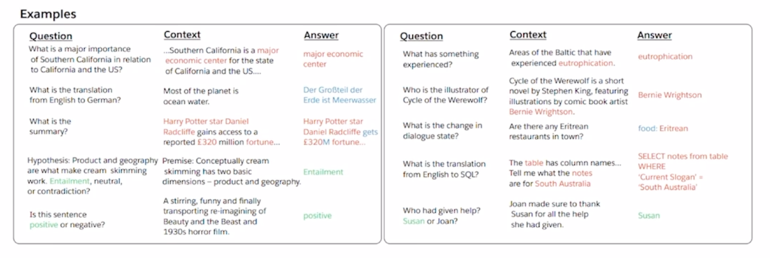 Examples
Question
Context
Answer
What is a major importance
of Southern California in relation
to California and the US?
...Southern California is a major
economic center for the state
of California and the US....
major economic
center
What is the translation
from English to German?
Most of the planet is
ocean water.
Der Großteil der
Erde ist Meerwasser
What is the
summary?
Harry Potter star Daniel
Radcliffe gains access to a
reported £320 million fortune...
Harry Potter star
Daniel Radcliffe gets
£320M fortune...
Hypothesis: Product and geography
are what make cream skimming
work. Entailment, neutral,
or contradiction?
Premise: Conceptually cream
skimming has two basic
dimensions – product and geography.
Entailment
Is this sentence
positive or negative?
A stirring, funny and finally
transporting re-imagining of
Beauty and the Beast and
1930s horror film.
positive
Question
Context
Answer
What has something
experienced?
Areas of the Baltic that have
experienced eutrophication.
eutrophication
Who is the illustrator of
Cycle of the Werewolf?
Cycle of the Werewolf is a short
novel by Stephen King, featuring
illustrations by comic book artist
Bernie Wrightson.
Bernie Wrightson
What is the change in
dialogue state?
Are there any Eritrean
restaurants in town?
food: Eritrean
What is the translation
from English to SQL?
The table has column names...
Tell me what the notes
are for South Australia
SELECT notes from table
WHERE
'Current Slogan' =
'South Australia'
Who had given help?
Susan or Joan?
Joan made sure to thank
Susan for all the help
she had given.
Susan